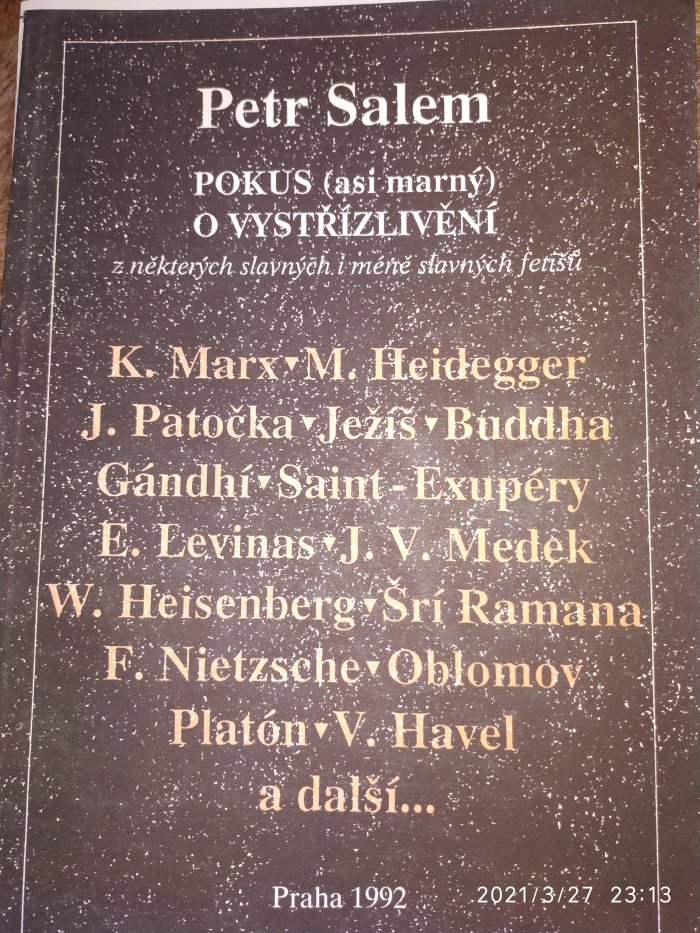 Petr Salem
POKUS (asi marný)
O VYSTŘÍZLIVĚNÍ
z některých slavných i méně slavných fetišů
K. Marx▼M. Heidegger
J. Patočka▼Ježíš▼Buddha
Gándhí▼Saint-Exupéry
E. Levinas▼J. V. Medek
W. Heisenberg▼Šrí Ramana
F. Nietzsche▼Oblomov
Platón▼V. Havel
a další...
Praha 1992
2021/3/27 23:13